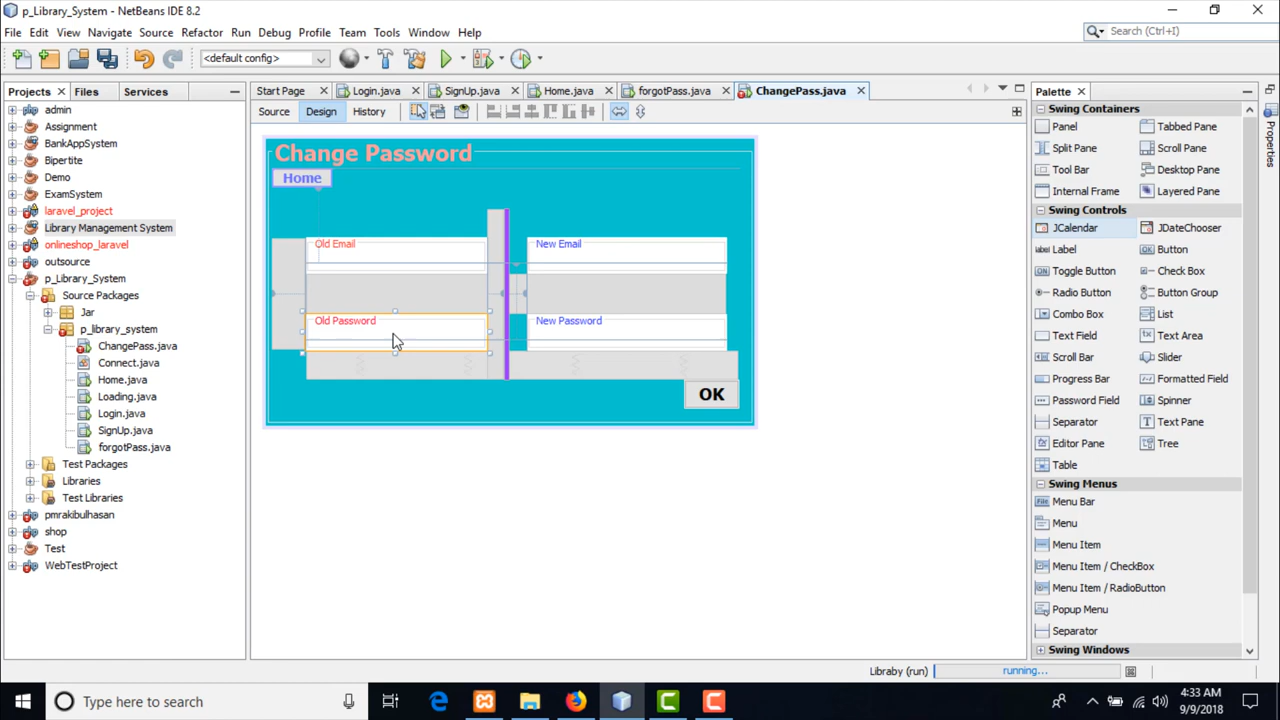 p_Library_System - NetBeans IDE 8.2
File Edit View Navigate Source Refactor Run Debug Profile Team Tools Window Help
Search (Ctrl+I)
<default config>
Projects Files Services
Start Page Login.java SignUp.java Home.java forgotPass.java ChangePass.java
Palette
Source Design History
admin
Assignment
BankAppSystem
Bipertite
Demo
ExamSystem
laravel_project
Library Management System
onlineshop_laravel
outsource
p_Library_System
Source Packages
Jar
p_library_system
ChangePass.java
Connect.java
Home.java
Loading.java
Login.java
SignUp.java
forgotPass.java
Test Packages
Libraries
Test Libraries
pmrakibulhasan
shop
Test
WebTestProject
Change Password
Home
Old Email New Email
Old Password New Password
OK
Swing Containers
Panel Tabbed Pane
Split Pane Scroll Pane
Tool Bar Desktop Pane
Internal Frame Layered Pane
Swing Controls
JCalendar JDateChooser
Label Button
Toggle Button Check Box
Radio Button Button Group
Combo Box List
Text Field Text Area
Scroll Bar Slider
Progress Bar Formatted Field
Password Field Spinner
Separator Text Pane
Editor Pane Tree
Table
Swing Menus
Menu Bar
Menu
Menu Item
Menu Item / CheckBox
Menu Item / RadioButton
Popup Menu
Separator
Swing Windows
Properties
Libraby (run) running...
Type here to search
4:33 AM
9/9/2018